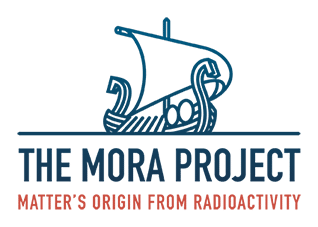 THE MORA PROJECT
MATTER'S ORIGIN FROM RADIOACTIVITY